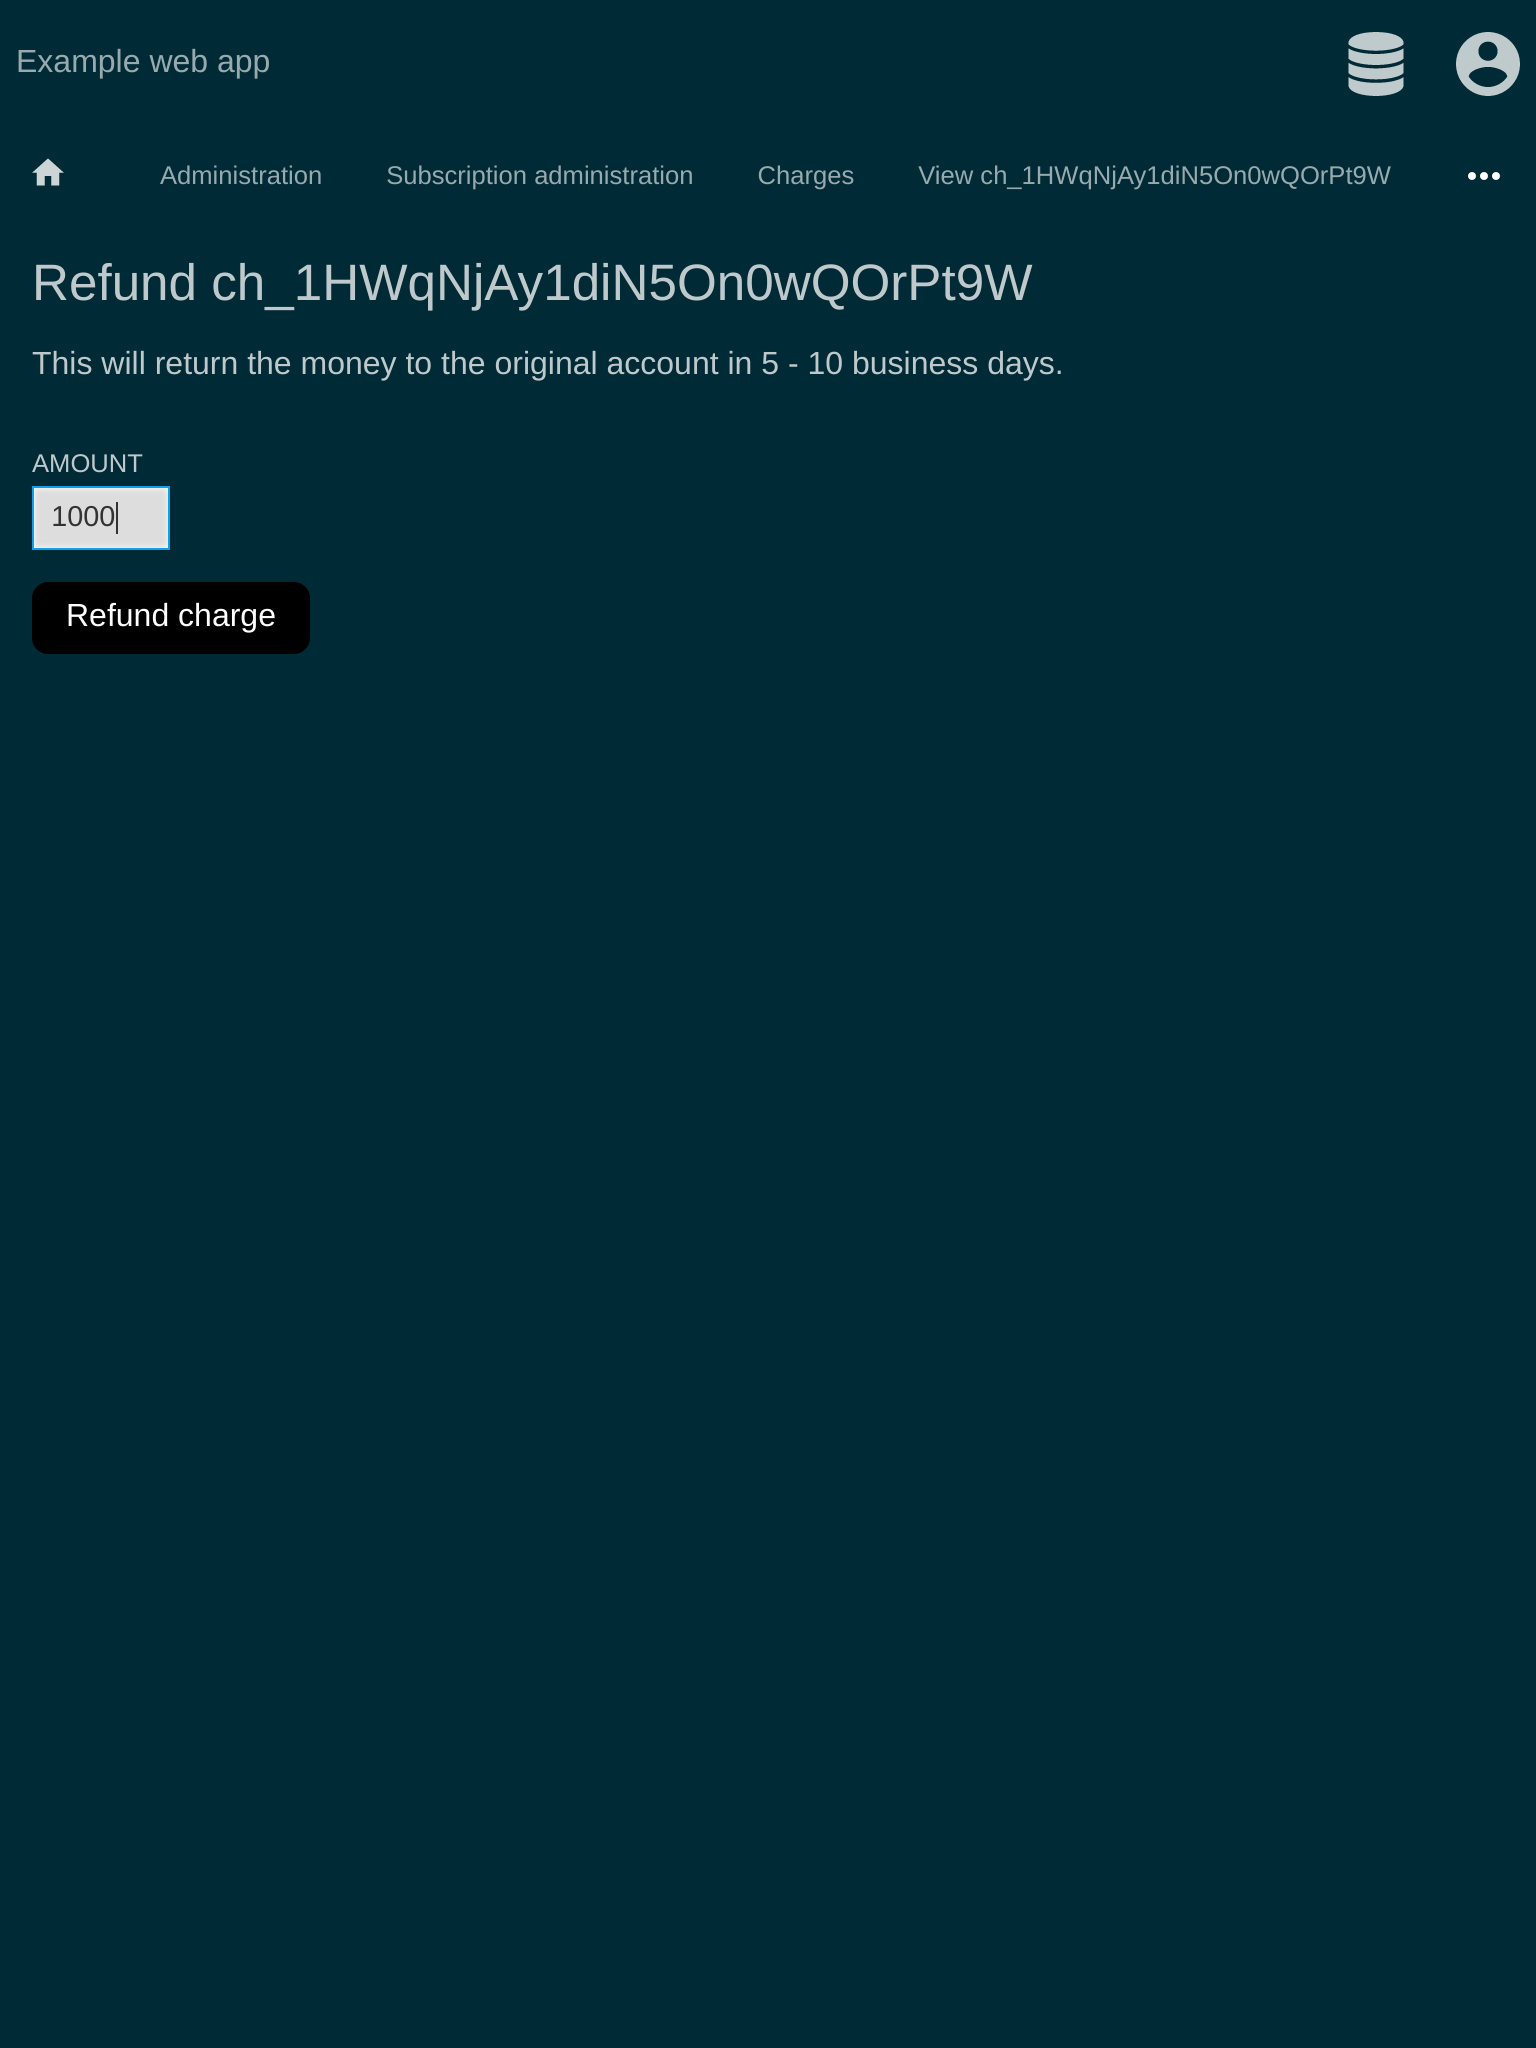 Example web app
Administration Subscription administration Charges View ch_1HWqNjAy1diN5On0wQOrPt9W
Refund ch_1HWqNjAy1diN5On0wQOrPt9W
This will return the money to the original account in 5 - 10 business days.
AMOUNT
1000
Refund charge